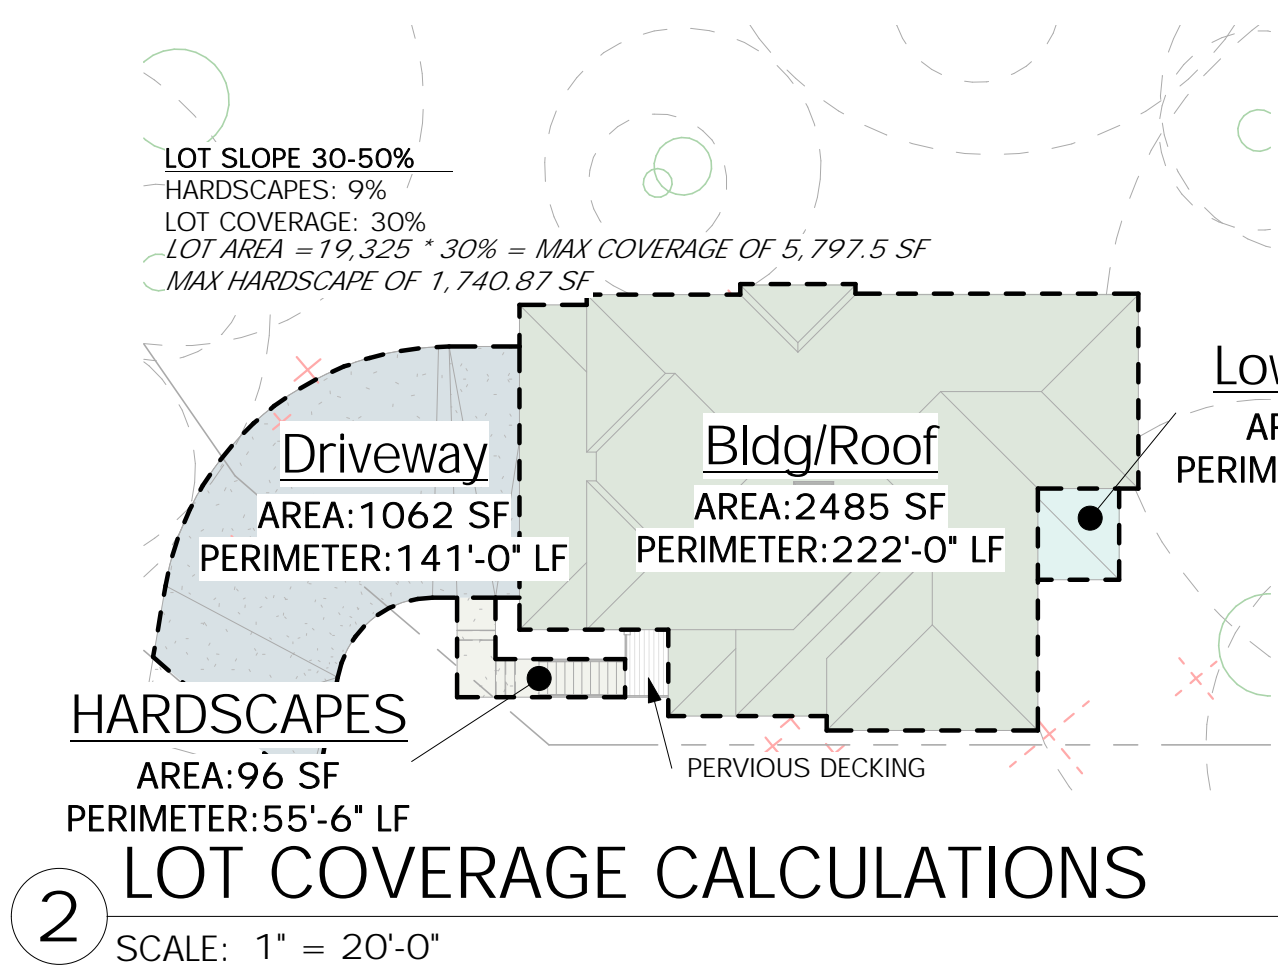 LOT SLOPE 30-50%
HARDSCAPES: 9%
LOT COVERAGE: 30%
LOT AREA =19,325 * 30% = MAX COVERAGE OF 5,797.5 SF
MAX HARDSCAPE OF 1,740.87 SF
Driveway
AREA:1062 SF
PERIMETER:141'-0" LF
Bldg/Roof
AREA:2485 SF
PERIMETER:222'-0" LF
HARDSCAPES
AREA:96 SF
PERIMETER:55'-6" LF
PERVIOUS DECKING
2
LOT COVERAGE CALCULATIONS
SCALE: 1" = 20'-0"